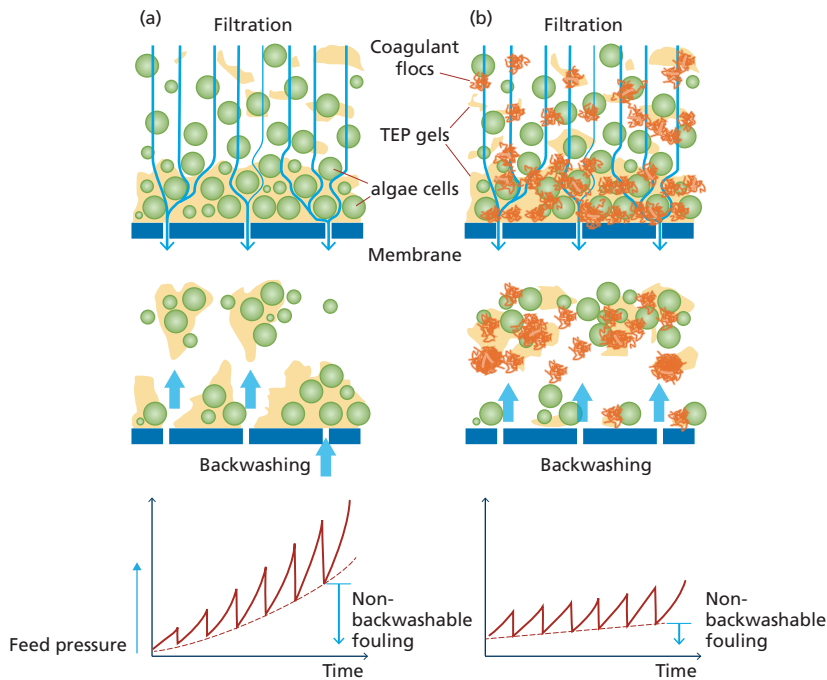 (a)
Filtration
(b)
Filtration
Coagulant
flocs
TEP gels
algae cells
Membrane
Backwashing
Backwashing
Feed pressure
Non-
backwashable
fouling
Time
Non-
backwashable
fouling
Time